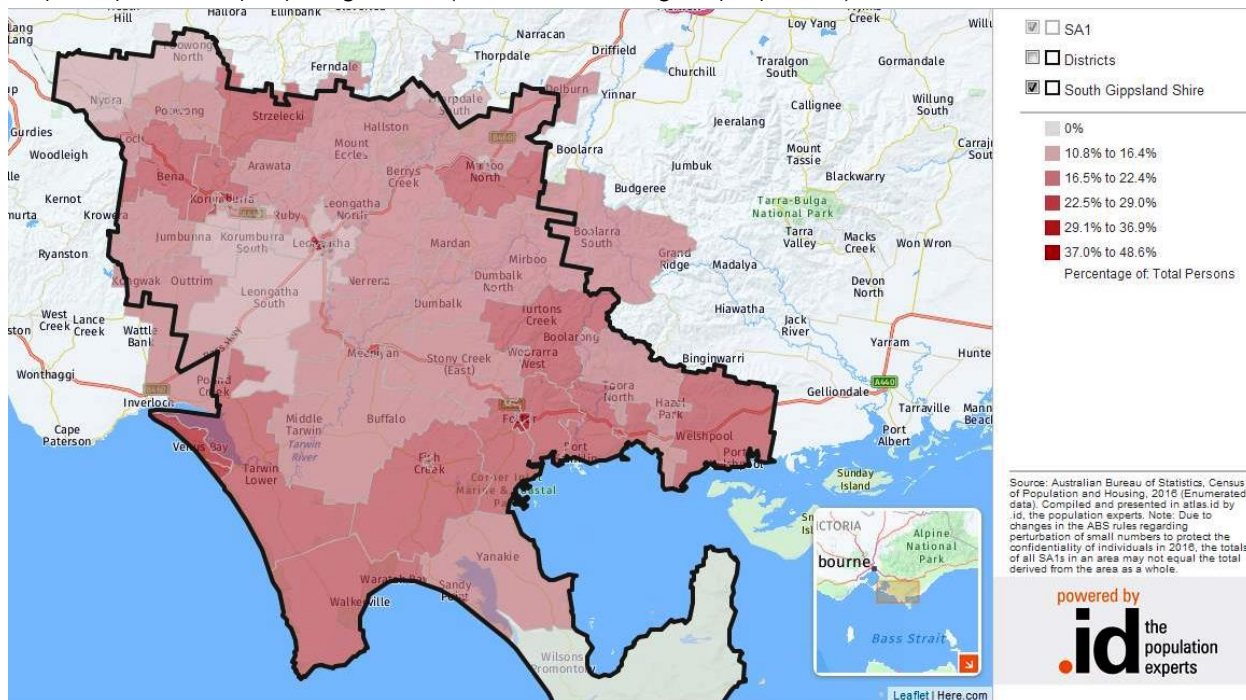 Hill
Hallora
Ellinbank
Lang
Lang
Poowong
North
Narracan
Thorpdale
Driffield
Loy Yang
Creek
Traralgon
South
Gormandale
Ferndale
Churchill
Nyora
Poowong
Strzelecki
Thorpdale
South
Delburn
Yinnar
Callignee
Willung
South
Gurdies
Loch
Hallston
A440
Jeeralang
Woodleigh
Mount
Eccles
Boolarra
Mount
Tassie
Arawata
Berrys
Creek
Mirboo
North
Jumbuk
Blackwarry
Kernot
Bena
Korumburra
Ruby
Leongatha
North
Budgeree
Tarra-Bulga
National Park
Krowera
Jumbunna
Korumburra
South
Leongatha
Mardan
Boolarra
South
Tarra
Valley
Macks
Creek
Won Wron
Ryanston
Mirboo
Grand
Ridge
Madalya
Kongwak
Outtrim
Nerrena
Dumbalk
North
Devon
North
Leongatha
South
Dumbalk
Turtons
Creek
Hiawatha
West
Creek
Lance
Creek
Wattle
Bank
Bass Hwy
Boolarong
Jack
River
Yarram
Meeniyan
Stony Creek
(East)
Woorarra
West
Binginwarri
Wonthaggi
Pound
Creek
Toora
North
A440
Gelliondale
Inverloch
Hazel
Park
Tarraville
Middle
Tarwin
Buffalo
Foster
Port
Albert
Cape
Paterson
Venus Bay
Tarwin
River
Welshpool
Tarwin
Lower
Fish
Creek
Port
Franklin
Port
Welshpool
Corner Inlet
Marine & Coastal
Park
Sunday
Island
Yanakie
Waratah Bay
Sandy
Point
Walkerville
Wilsons
Promontory
ICTORIA
Alpine
National
Park
bourne
Bass Strait
Leaflet | Here.com
SA1
Districts
South Gippsland Shire
0%
10.8% to 16.4%
16.5% to 22.4%
22.5% to 29.0%
29.1% to 36.9%
37.0% to 48.6%
Percentage of: Total Persons
Source: Australian Bureau of Statistics, Census
of Population and Housing, 2016 (Enumerated
data). Compiled and presented in atlas.id by
.id, the population experts. Note: Due to
changes in the ABS rules regarding
perturbation of small numbers to protect the
confidentiality of individuals in 2016, the totals
of all SA1s in an area may not equal the total
derived from the area as a whole.
powered by
.id the
population
experts